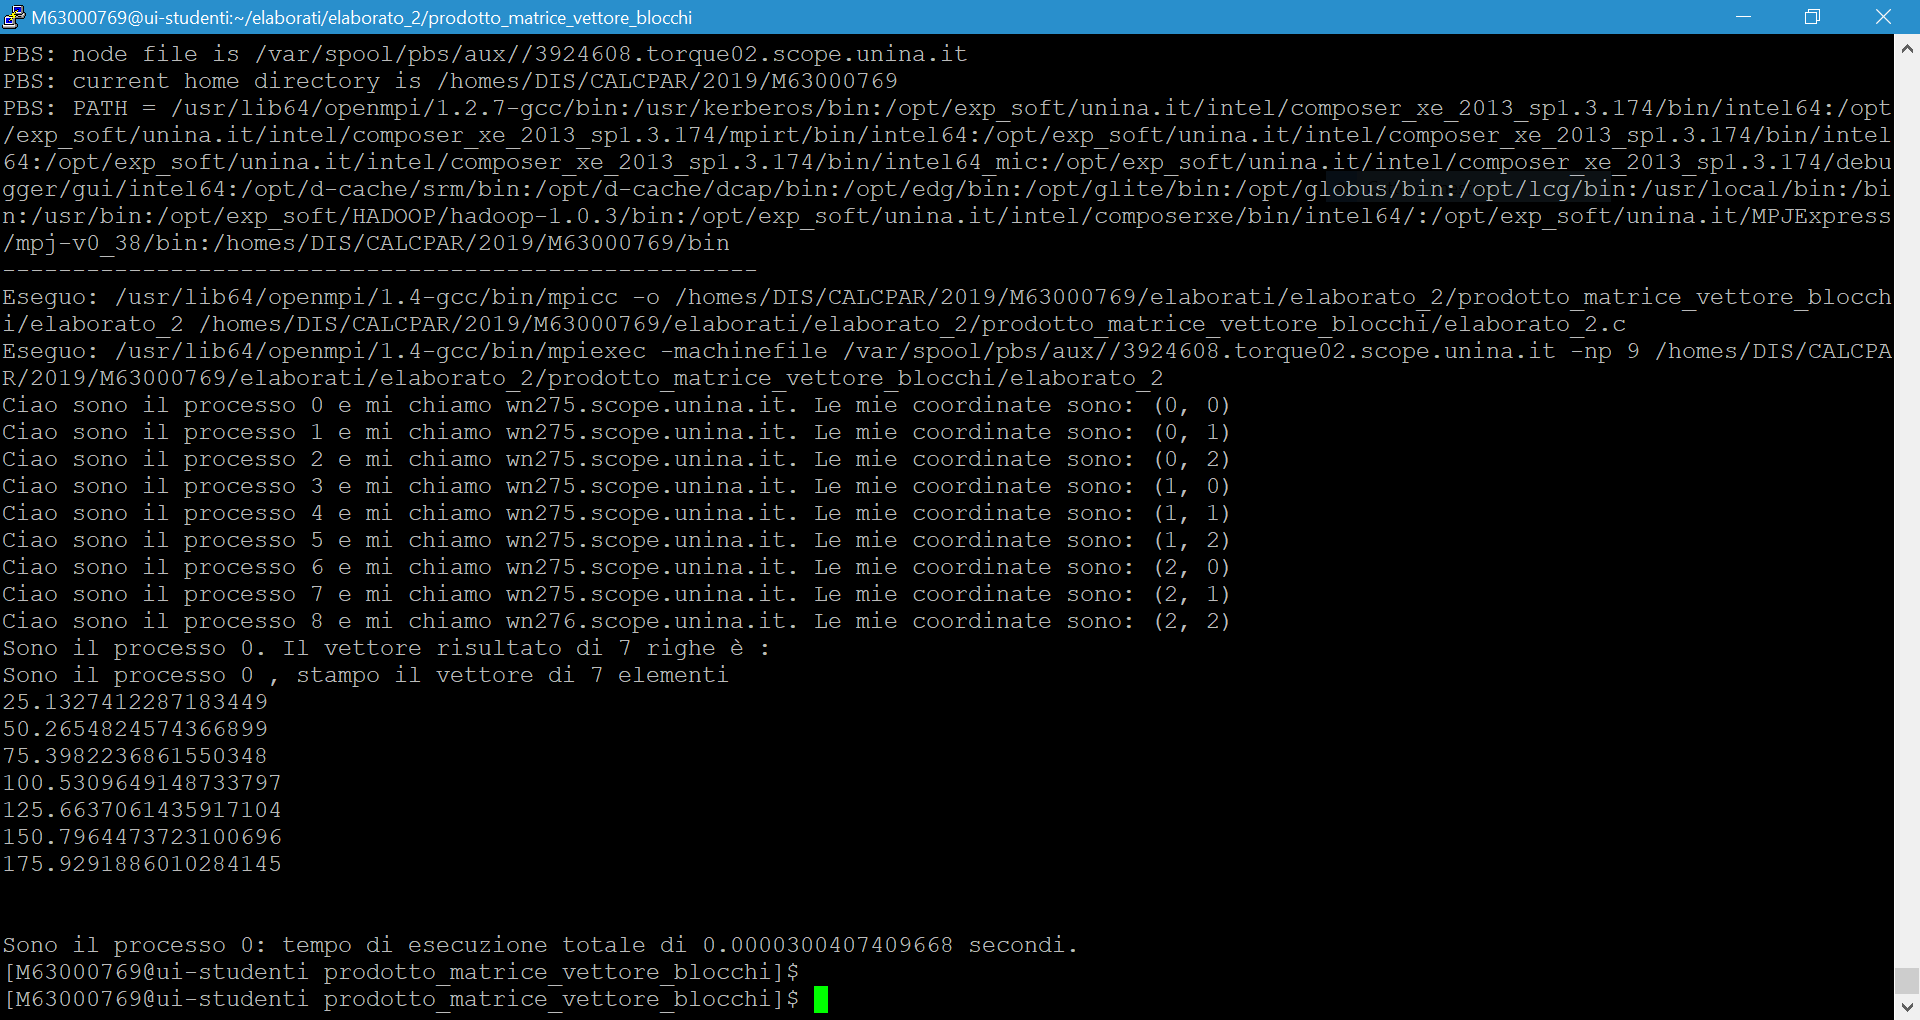 M63000769@ui-studenti:~/elaborati/elaborato_2/prodotto_matrice_vettore_blocchi
PBS: node file is /var/spool/pbs/aux//3924608.torque02.scope.unina.it
PBS: current home directory is /homes/DIS/CALCPAR/2019/M63000769
PBS: PATH = /usr/lib64/openmpi/1.2.7-gcc/bin:/usr/kerberos/bin:/opt/exp_soft/unina.it/intel/composer_xe_2013_sp1.3.174/bin/intel64:/opt
/exp_soft/unina.it/intel/composer_xe_2013_sp1.3.174/mpirt/bin/intel64:/opt/exp_soft/unina.it/intel/composer_xe_2013_sp1.3.174/bin/intel
64:/opt/exp_soft/unina.it/intel/composer_xe_2013_sp1.3.174/bin/intel64_mic:/opt/exp_soft/unina.it/intel/composer_xe_2013_sp1.3.174/debu
gger/gui/intel64:/opt/d-cache/srm/bin:/opt/d-cache/dcap/bin:/opt/edg/bin:/opt/glite/bin:/opt/globus/bin:/opt/lcg/bin:/usr/local/bin:/bi
n:/usr/bin:/opt/exp_soft/HADOOP/hadoop-1.0.3/bin:/opt/exp_soft/unina.it/intel/composerxe/bin/intel64/:/opt/exp_soft/unina.it/MPJExpress
/mpj-v0_38/bin:/homes/DIS/CALCPAR/2019/M63000769/bin
------------------------------------------------------
Eseguo: /usr/lib64/openmpi/1.4-gcc/bin/mpicc -o /homes/DIS/CALCPAR/2019/M63000769/elaborati/elaborato_2/prodotto_matrice_vettore_blocch
i/elaborato_2 /homes/DIS/CALCPAR/2019/M63000769/elaborati/elaborato_2/prodotto_matrice_vettore_blocchi/elaborato_2.c
Eseguo: /usr/lib64/openmpi/1.4-gcc/bin/mpiexec -machinefile /var/spool/pbs/aux//3924608.torque02.scope.unina.it -np 9 /homes/DIS/CALCPA
R/2019/M63000769/elaborati/elaborato_2/prodotto_matrice_vettore_blocchi/elaborato_2
Ciao sono il processo 0 e mi chiamo wn275.scope.unina.it. Le mie coordinate sono: (0, 0)
Ciao sono il processo 1 e mi chiamo wn275.scope.unina.it. Le mie coordinate sono: (0, 1)
Ciao sono il processo 2 e mi chiamo wn275.scope.unina.it. Le mie coordinate sono: (0, 2)
Ciao sono il processo 3 e mi chiamo wn275.scope.unina.it. Le mie coordinate sono: (1, 0)
Ciao sono il processo 4 e mi chiamo wn275.scope.unina.it. Le mie coordinate sono: (1, 1)
Ciao sono il processo 5 e mi chiamo wn275.scope.unina.it. Le mie coordinate sono: (1, 2)
Ciao sono il processo 6 e mi chiamo wn275.scope.unina.it. Le mie coordinate sono: (2, 0)
Ciao sono il processo 7 e mi chiamo wn275.scope.unina.it. Le mie coordinate sono: (2, 1)
Ciao sono il processo 8 e mi chiamo wn276.scope.unina.it. Le mie coordinate sono: (2, 2)
Sono il processo 0. Il vettore risultato di 7 righe è :
Sono il processo 0 , stampo il vettore di 7 elementi
25.1327412287183449
50.2654824574366899
75.3982236861550348
100.5309649148733797
125.6637061435917104
150.7964473723100696
175.9291886010284145
Sono il processo 0: tempo di esecuzione totale di 0.0000300407409668 secondi.
[M63000769@ui-studenti prodotto_matrice_vettore_blocchi]$
[M63000769@ui-studenti prodotto_matrice_vettore_blocchi]$